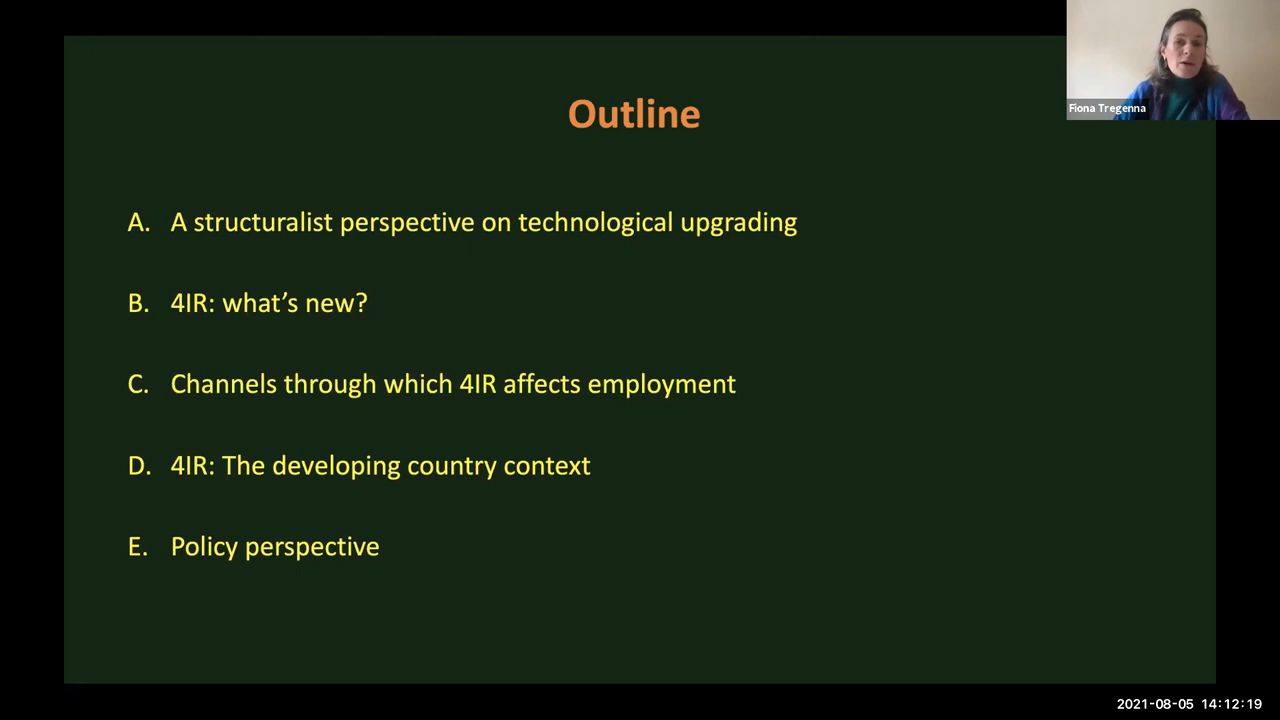 Outline
Fiona Tregenna
A. A structuralist perspective on technological upgrading
B. 4IR: what's new?
C. Channels through which 4IR affects employment
D. 4IR: The developing country context
E. Policy perspective
2021-08-05 14:12:19